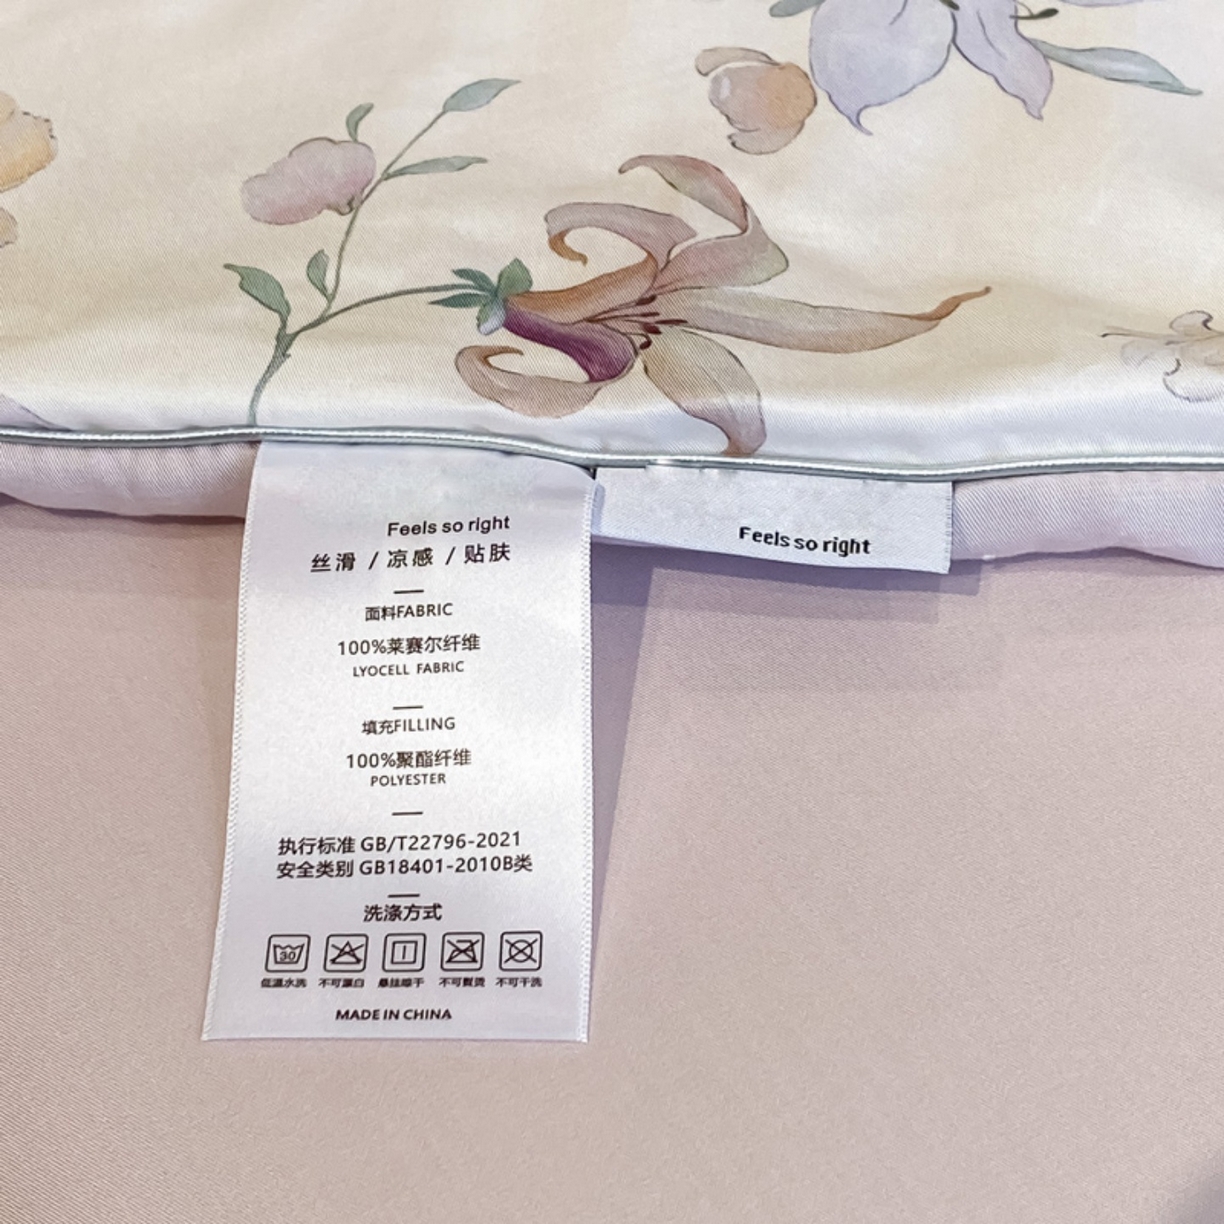 Feels so right
丝滑 / 凉感 / 贴肤
面料FABRIC
100%莱赛尔纤维
LYOCELL FABRIC
填充FILLING
100%聚酯纤维
POLYESTER
执行标准 GB/T22796-2021
安全类别 GB18401-2010B类
洗涤方式
30
低温水洗 不可漂白 悬挂晾干 不可熨烫 不可干洗
MADE IN CHINA
Feels so right